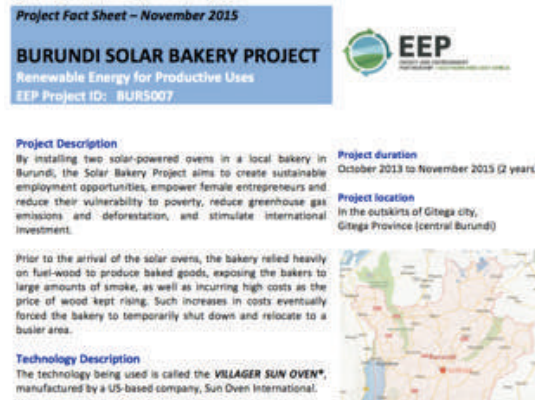 Project Fact Sheet – November 2015
BURUNDI SOLAR BAKERY PROJECT
Renewable Energy for Productive Uses
EEP Project ID: BUR5007
EEP
Project Description
By installing two solar-powered ovens in a local bakery in
Burundi, the Solar Bakery Project aims to create sustainable
employment opportunities, empower female entrepreneurs and
reduce their vulnerability to poverty, reduce greenhouse gas
emissions and deforestation, and stimulate international
investment.
Prior to the arrival of the solar ovens, the bakery relied heavily
on fuel-wood to produce baked goods, exposing the bakers to
large amounts of smoke, as well as incurring high costs as the
price of wood kept rising. Such increases in costs eventually
forced the bakery to temporarily shut down and relocate to a
busier area.
Technology Description
The technology being used is called the VILLAGER SUN OVEN®,
manufactured by a US-based company, Sun Oven International.
Project duration
October 2013 to November 2015 (2 years
Project location
In the outskirts of Gitega city,
Gitega Province (central Burundi)